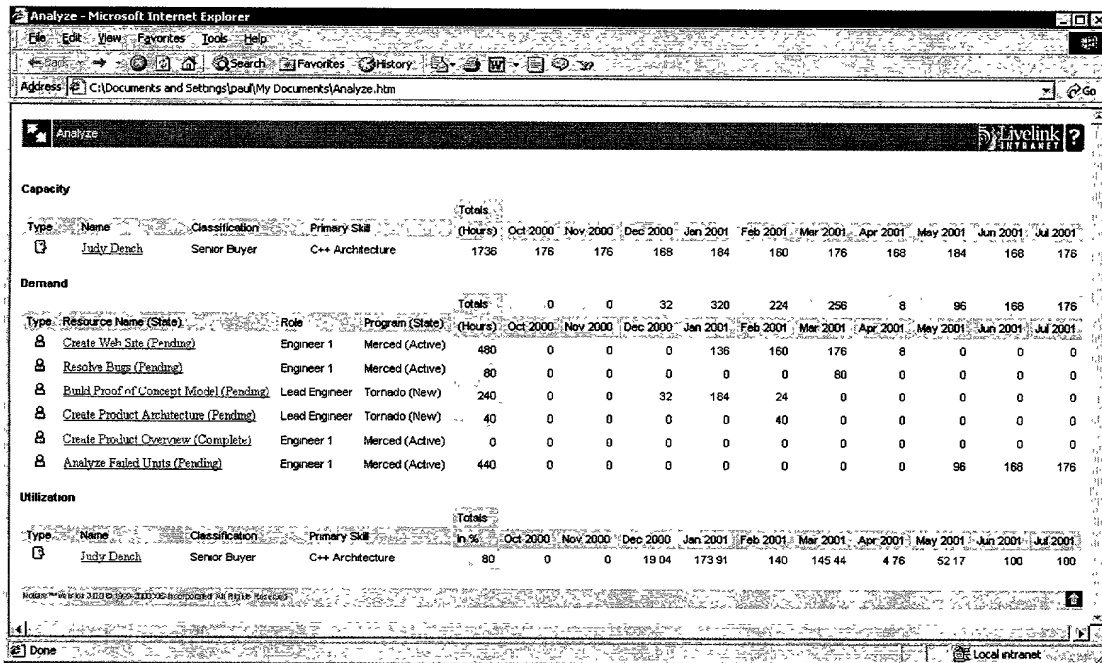 Analyze - Microsoft Internet Explorer
File Edit View Favorites Tools Help
Back Search Favorites History
Address C:\Documents and Settings\paul\My Documents\Analyze.htm Go
Analyze Livelink INTRANET ?
Capacity
Totals
Type Name Classification Primary Skill (Hours) Oct 2000 Nov 2000 Dec 2000 Jan 2001 Feb 2001 Mar 2001 Apr 2001 May 2001 Jun 2001 Jul 2001
Judy Dench Senior Buyer C++ Architecture 1736 176 176 168 184 160 176 168 184 168 176
Demand
Totals 0 0 32 320 224 256 8 96 168 176
Type Resource Name (State) Role Program (State) (Hours) Oct 2000 Nov 2000 Dec 2000 Jan 2001 Feb 2001 Mar 2001 Apr 2001 May 2001 Jun 2001 Jul 2001
Create Web Site (Pending) Engineer 1 Merced (Active) 480 0 0 0 136 160 176 8 0 0 0
Resolve Bugs (Pending) Engineer 1 Merced (Active) 80 0 0 0 0 0 80 0 0 0 0
Build Proof of Concept Model (Pending) Lead Engineer Tornado (New) 240 0 0 32 184 24 0 0 0 0 0
Create Product Architecture (Pending) Lead Engineer Tornado (New) 40 0 0 0 0 40 0 0 0 0 0
Create Product Overview (Complete) Engineer 1 Merced (Active) 0 0 0 0 0 0 0 0 0 0 0
Analyze Failed Units (Pending) Engineer 1 Merced (Active) 440 0 0 0 0 0 0 0 96 168 176
Utilization
Totals
Type Name Classification Primary Skill In % Oct 2000 Nov 2000 Dec 2000 Jan 2001 Feb 2001 Mar 2001 Apr 2001 May 2001 Jun 2001 Jul 2001
Judy Dench Senior Buyer C++ Architecture 80 0 0 19 04 173 91 140 145 44 4 76 52 17 100 100
All Rights Reserved
Done Local intranet